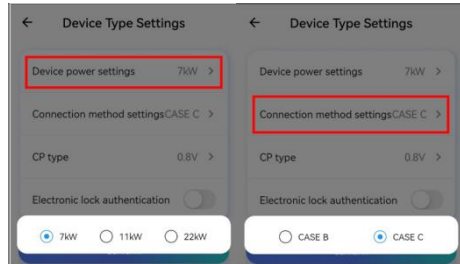 ← Device Type Settings
Device power settings 7kW >
Connection method settings CASE C >
CP type 0.8V >
Electronic lock authentication
7kW 11kW 22kW
← Device Type Settings
Device power settings 7kW >
Connection method settings CASE C >
CP type 0.8V >
Electronic lock authentication
CASE B CASE C